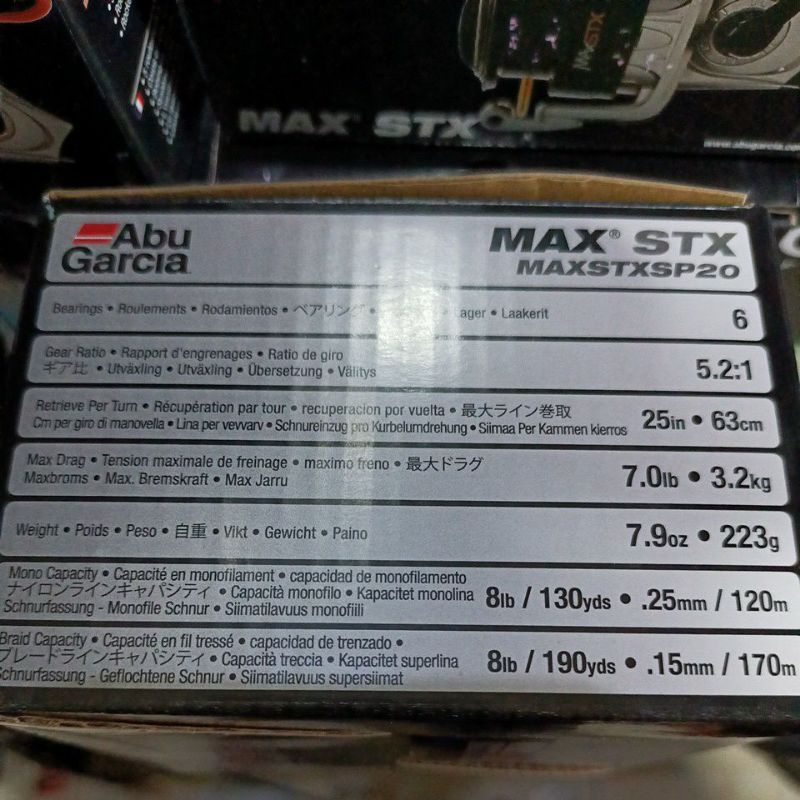 MAX STX
MAX STX
www.abugarcia.com
Abu
Garcia
MAX® STX
MAXSTXSP20
Bearings • Roulements • Rodamientos • ベアリング • ager • Laakerit
6
Gear Ratio • Rapport d'engrenages • Ratio de giro
ギア比 • Utväxling • Utväxling • Übersetzung • Välitys
5.2:1
Retrieve Per Turn • Récupération par tour • recuperacion por vuelta • 最大ライン巻取
Cm per giro di manovella • Lina per vevvarv • Schnureinzug pro Kurbelumdrehung • Siimaa Per Kammen kierros
25in • 63cm
Max Drag • Tension maximale de freinage • maximo freno • 最大ドラグ
Maxbroms • Max. Bremskraft • Max Jarru
7.0lb • 3.2kg
Weight • Poids • Peso • 自重 • Vikt • Gewicht • Paino
7.9oz • 223g
Mono Capacity • Capacité en monofilament • capacidad de monofilamento
ナイロンラインキャパシティ • Capacità monofilo • Kapacitet monolina
Schnurfassung - Monofile Schnur • Siimatilavuus monofiili
8lb / 130yds • .25mm / 120m
Braid Capacity • Capacité en fil tressé • capacidad de trenzado •
ブレードラインキャパシティ • Capacità treccia • Kapacitet superlina
Schnurfassung - Geflochtene Schnur • Siimatilavuus supersiimat
8lb / 190yds • .15mm / 170m